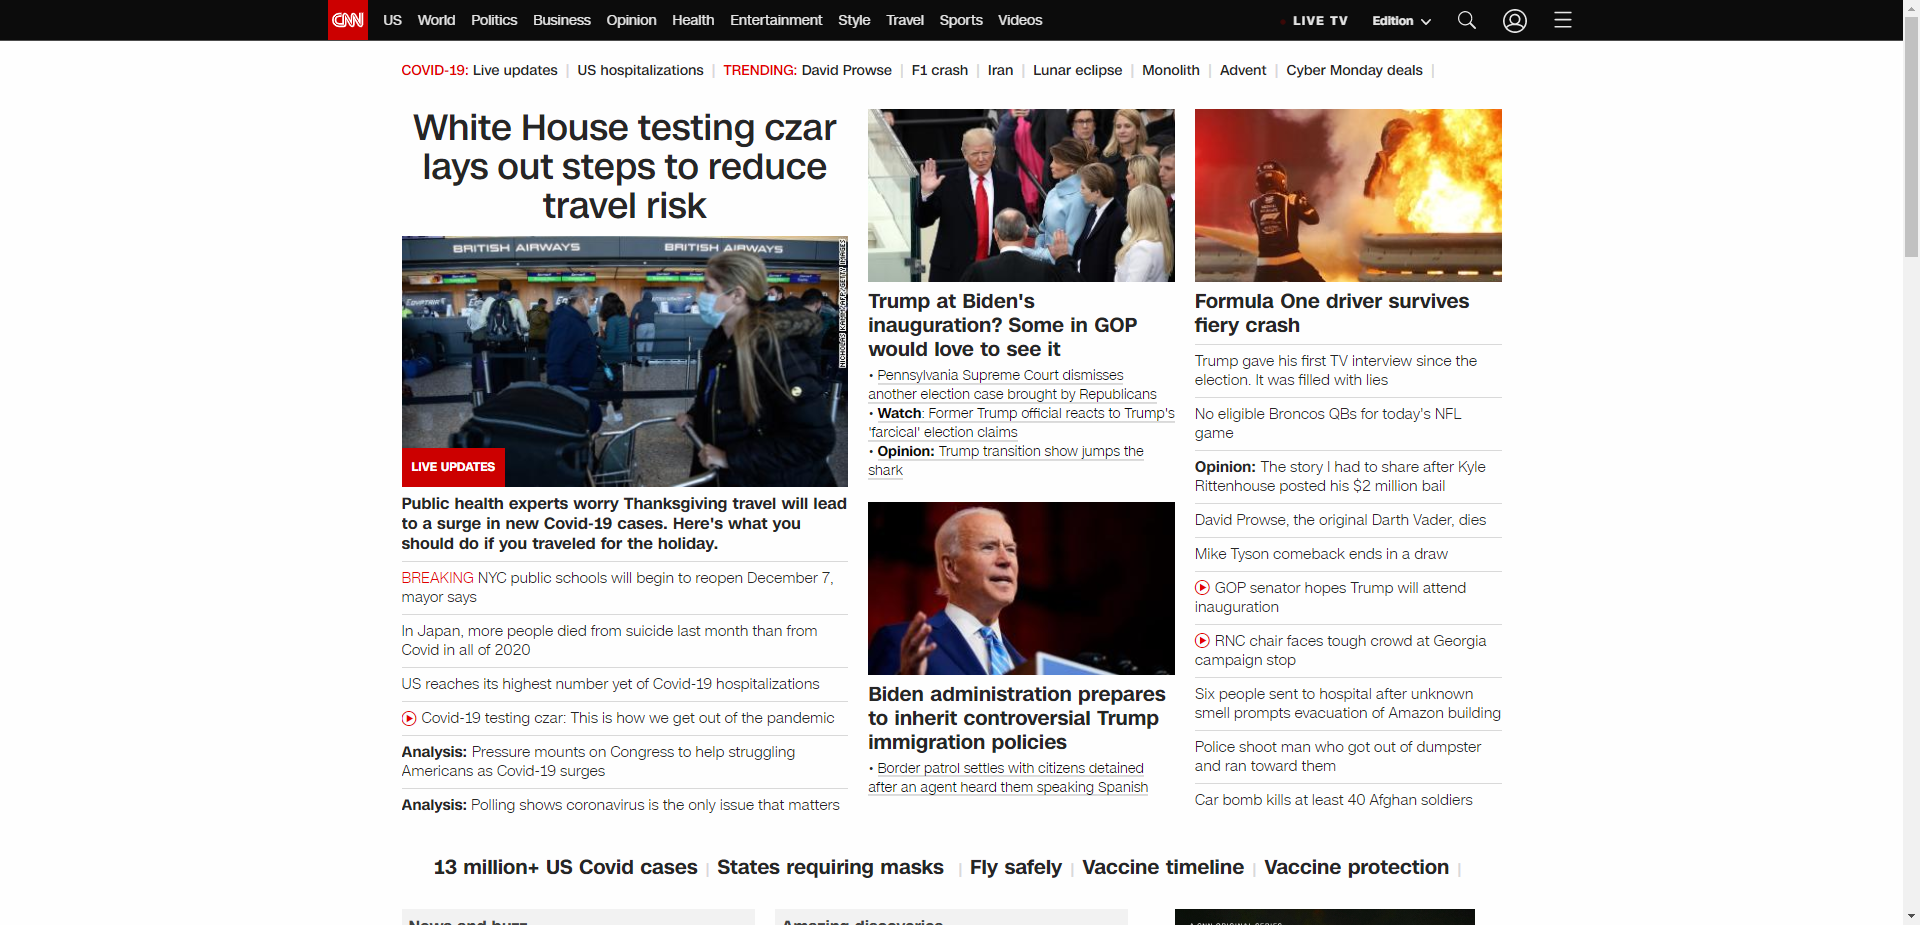 CNN US World Politics Business Opinion Health Entertainment Style Travel Sports Videos LIVE TV Edition
COVID-19: Live updates US hospitalizations TRENDING: David Prowse F1 crash Iran Lunar eclipse Monolith Advent Cyber Monday deals
White House testing czar
lays out steps to reduce
travel risk
BRITISH AIRWAYS BRITISH AIRWAYS
LIVE UPDATES
Public health experts worry Thanksgiving travel will lead
to a surge in new Covid-19 cases. Here's what you
should do if you traveled for the holiday.
BREAKING NYC public schools will begin to reopen December 7,
mayor says
In Japan, more people died from suicide last month than from
Covid in all of 2020
US reaches its highest number yet of Covid-19 hospitalizations
Covid-19 testing czar: This is how we get out of the pandemic
Analysis: Pressure mounts on Congress to help struggling
Americans as Covid-19 surges
Analysis: Polling shows coronavirus is the only issue that matters
Trump at Biden's
inauguration? Some in GOP
would love to see it
• Pennsylvania Supreme Court dismisses
another election case brought by Republicans
• Watch: Former Trump official reacts to Trump's
'farcical' election claims
• Opinion: Trump transition show jumps the
shark
Biden administration prepares
to inherit controversial Trump
immigration policies
• Border patrol settles with citizens detained
after an agent heard them speaking Spanish
Formula One driver survives
fiery crash
Trump gave his first TV interview since the
election. It was filled with lies
No eligible Broncos QBs for today's NFL
game
Opinion: The story I had to share after Kyle
Rittenhouse posted his $2 million bail
David Prowse, the original Darth Vader, dies
Mike Tyson comeback ends in a draw
GOP senator hopes Trump will attend
inauguration
RNC chair faces tough crowd at Georgia
campaign stop
Six people sent to hospital after unknown
smell prompts evacuation of Amazon building
Police shoot man who got out of dumpster
and ran toward them
Car bomb kills at least 40 Afghan soldiers
13 million+ US Covid cases States requiring masks Fly safely Vaccine timeline Vaccine protection
News and buzz Amazing discoveries